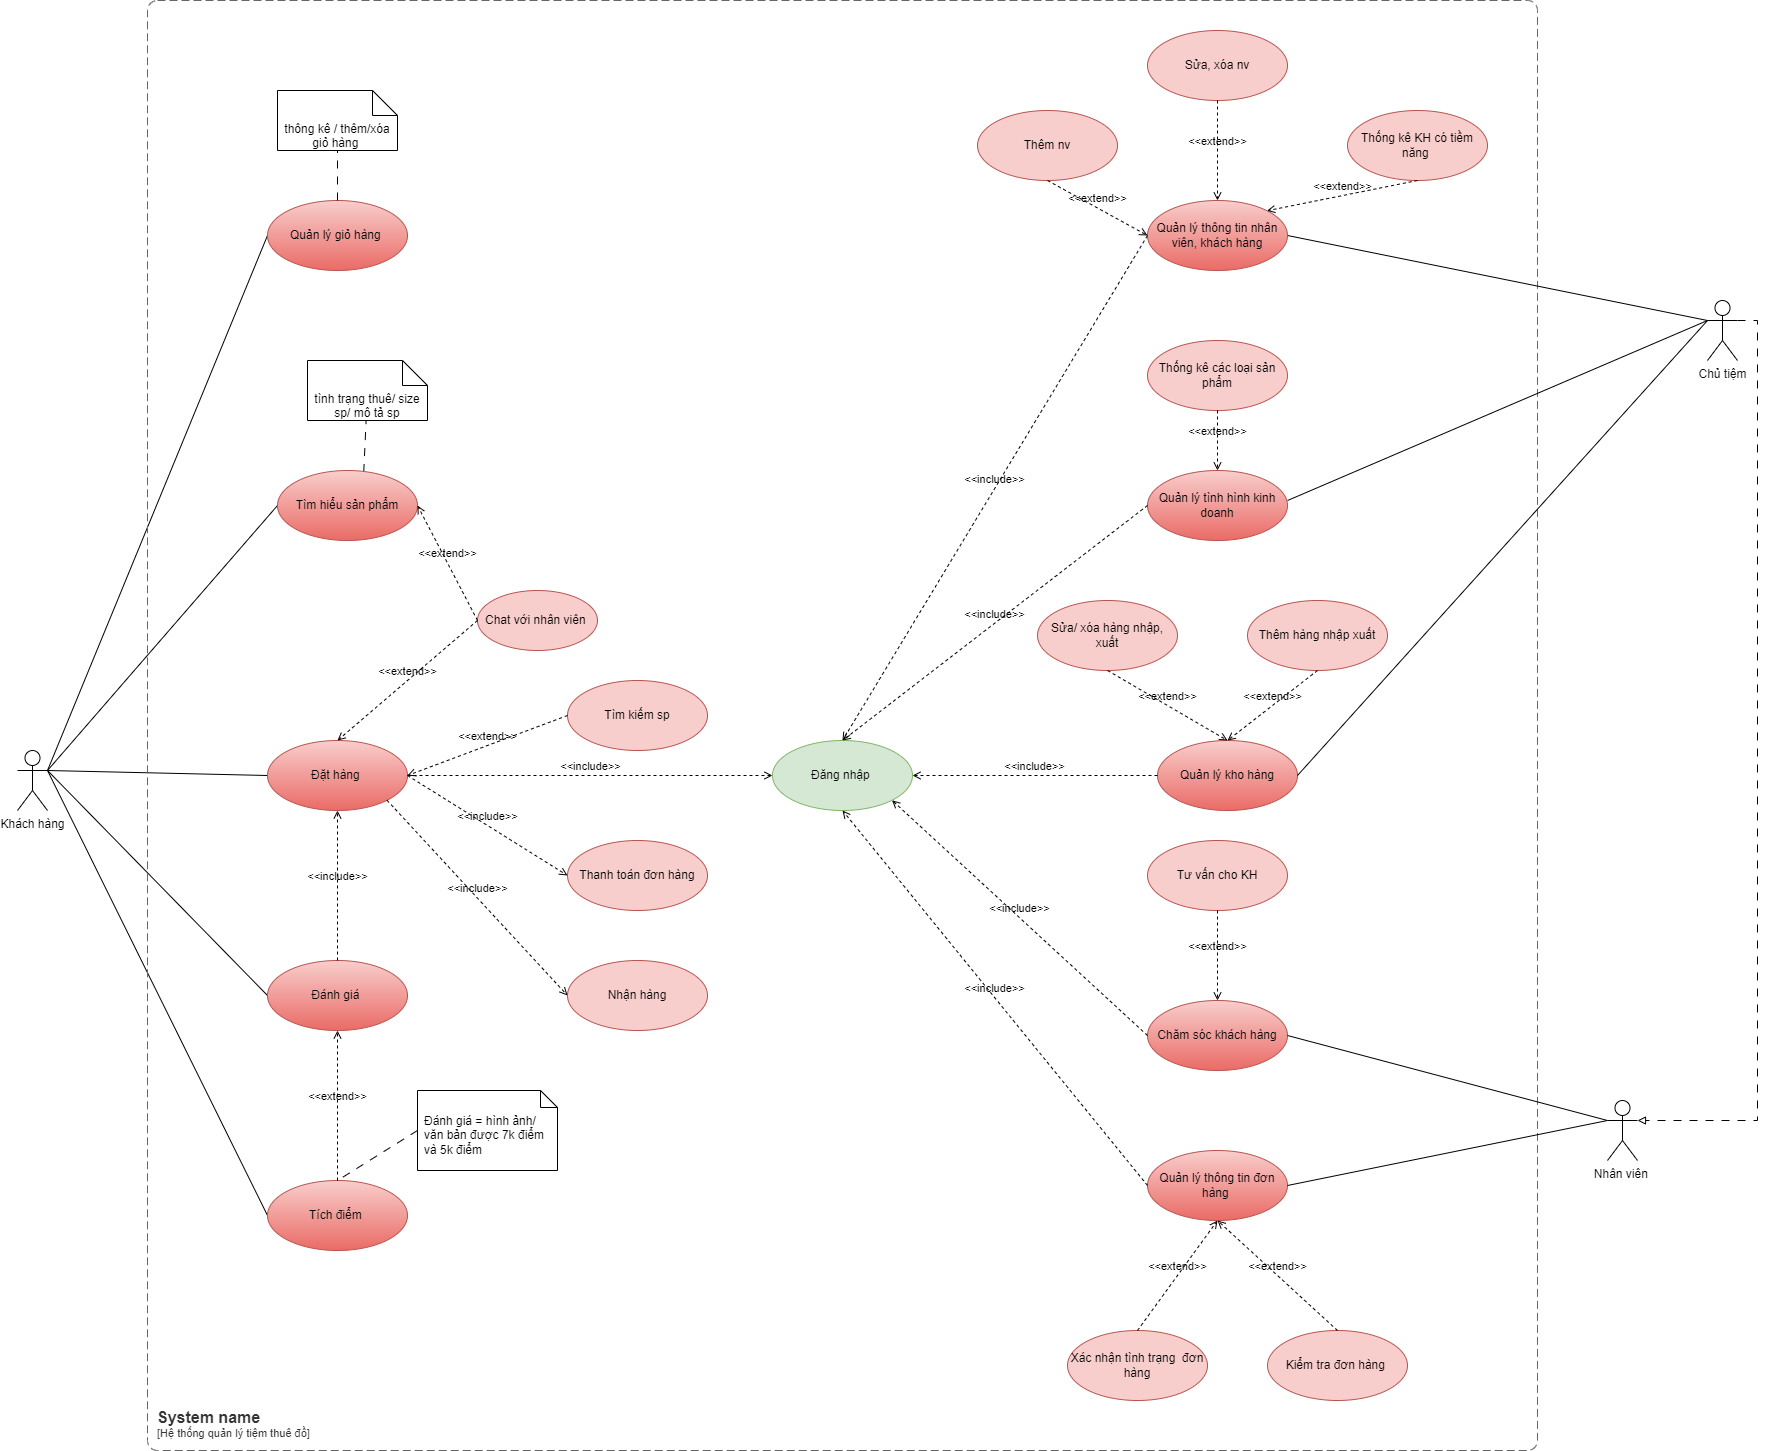 Sửa, xóa nv
thông kê / thêm/xóa
giỏ hàng
<<extend>>
Thêm nv
Thống kê KH có tiềm
năng
<<extend>>
<<extend>>
Quản lý giỏ hàng
Quản lý thông tin nhân
viên, khách hàng
Chủ tiệm
tình trạng thuê/ size
sp/ mô tả sp
Thống kê các loại sản
phẩm
<<extend>>
<<include>>
Tìm hiểu sản phẩm
Quản lý tình hình kinh
doanh
<<extend>>
Chat với nhân viên
<<include>>
Sửa/ xóa hàng nhập,
xuất
Thêm hàng nhập xuất
<<extend>>
<<extend>>
<<extend>>
Tìm kiếm sp
<<extend>>
<<include>>
<<include>>
Đặt hàng
Đăng nhập
Quản lý kho hàng
Khách hàng
<<include>>
<<include>>
<<include>>
Thanh toán đơn hàng
Tư vấn cho KH
<<include>>
<<extend>>
<<include>>
Đánh giá
Nhận hàng
Chăm sóc khách hàng
<<extend>>
Đánh giá = hình ảnh/
văn bản được 7k điểm
và 5k điểm
Nhân viên
Tích điểm
Quản lý thông tin đơn
hàng
<<extend>>
<<extend>>
Xác nhận tình trạng  đơn
hàng
Kiểm tra đơn hàng
System name
[Hệ thống quản lý tiệm thuê đồ]